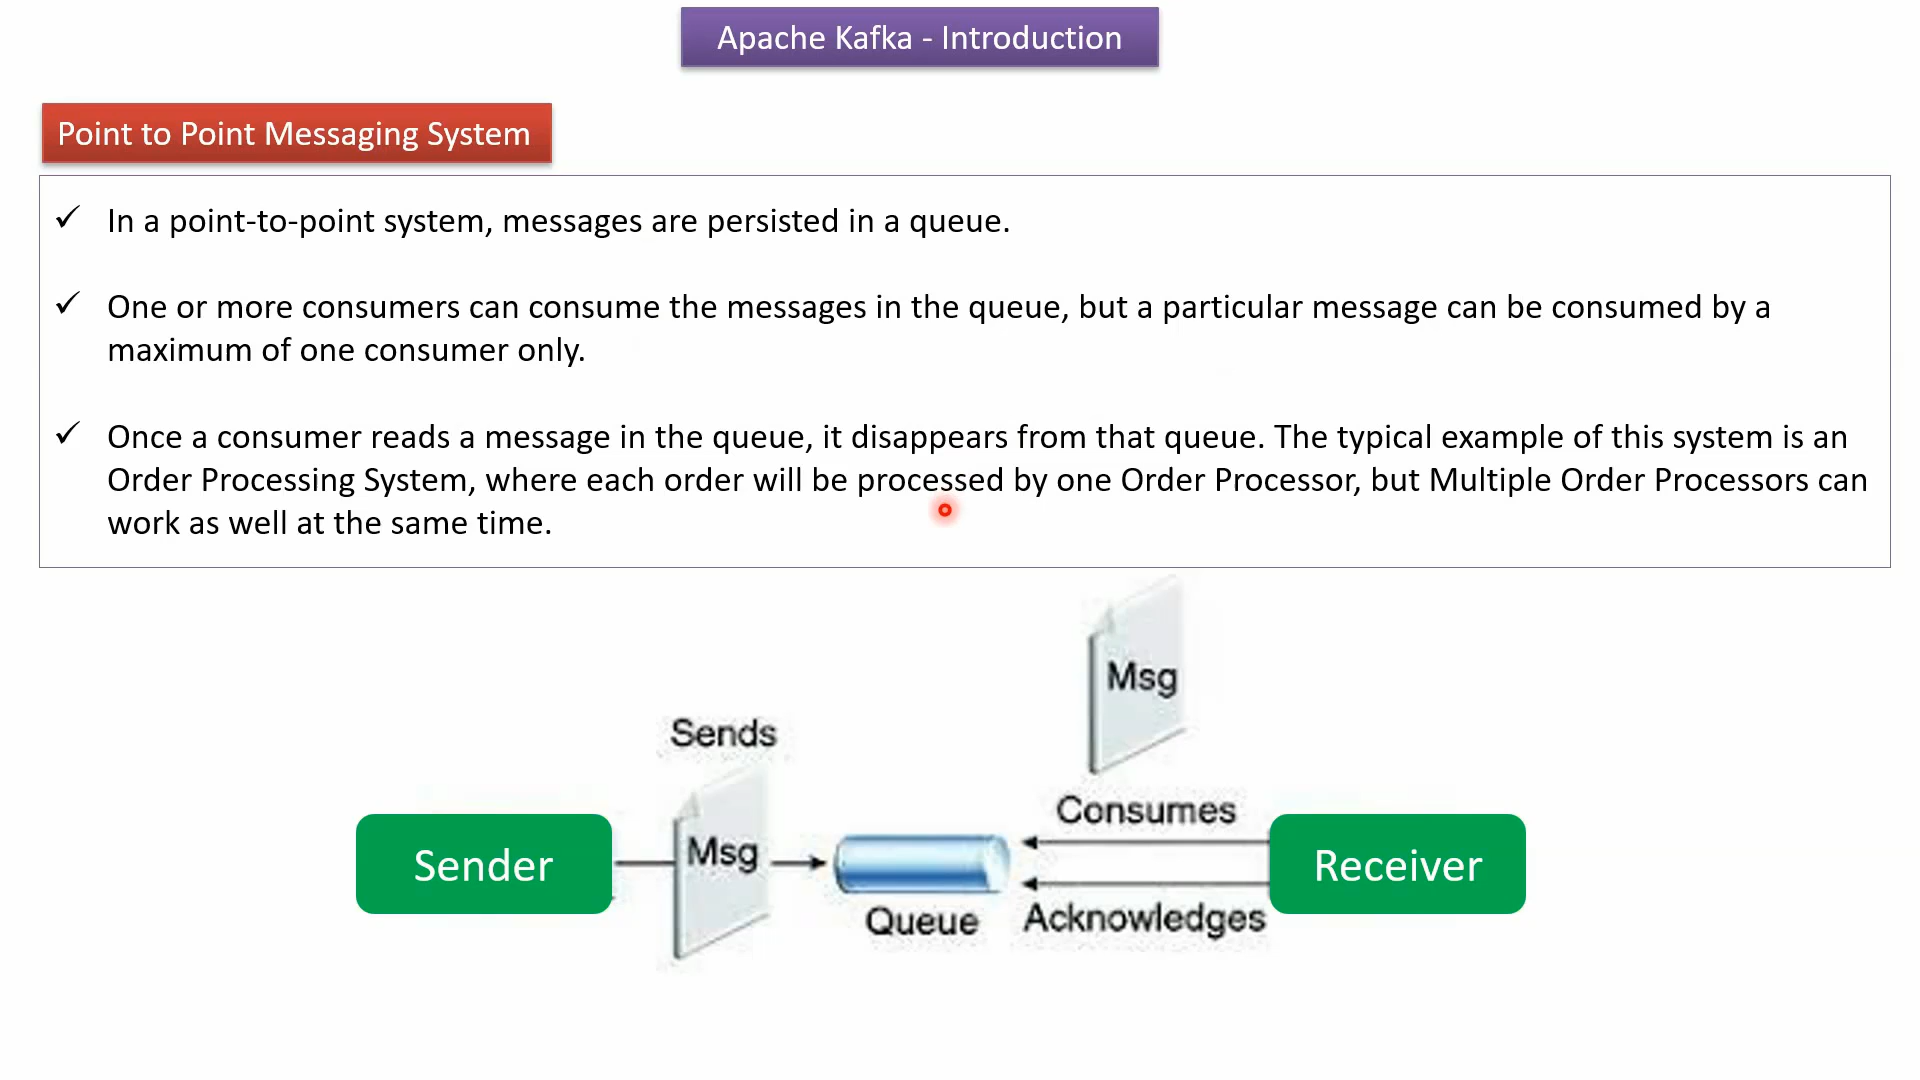 Apache Kafka - Introduction
Point to Point Messaging System
✓ In a point-to-point system, messages are persisted in a queue.
✓ One or more consumers can consume the messages in the queue, but a particular message can be consumed by a
maximum of one consumer only.
✓ Once a consumer reads a message in the queue, it disappears from that queue. The typical example of this system is an
Order Processing System, where each order will be processed by one Order Processor, but Multiple Order Processors can
work as well at the same time.
Msg
Sends
Consumes
Sender
Msg
Receiver
Queue
Acknowledges